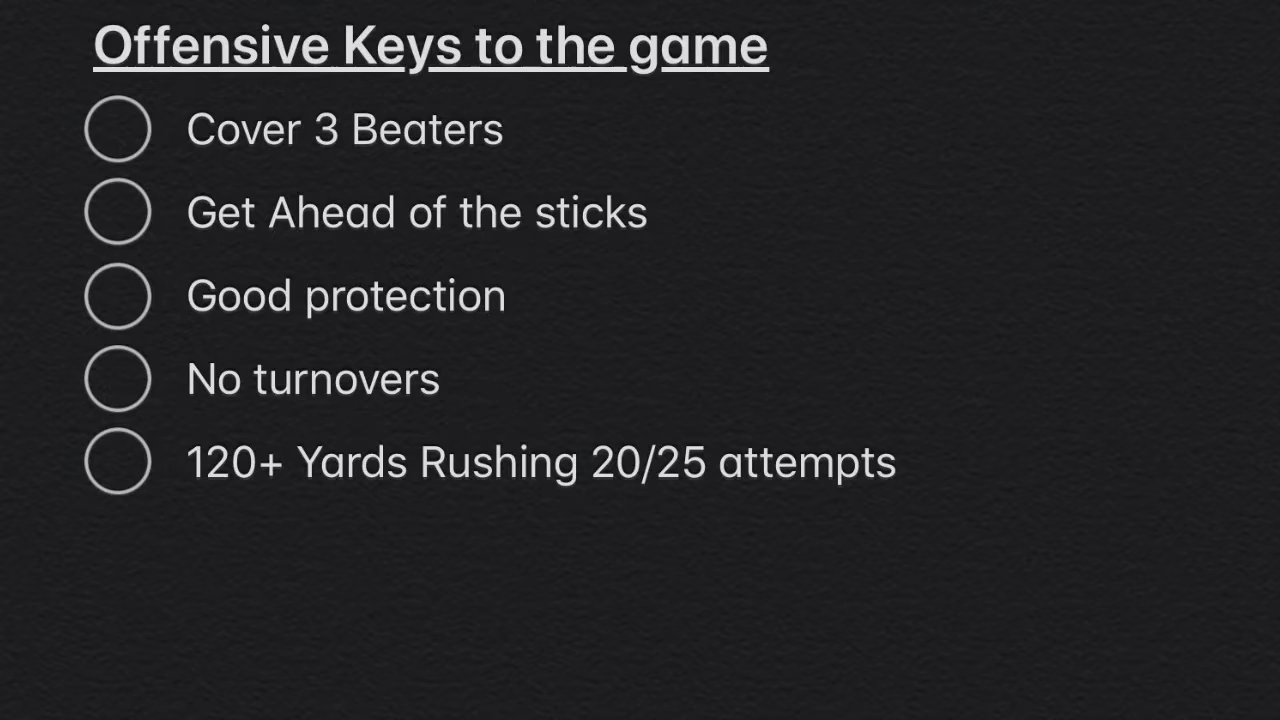 Offensive Keys to the game
Cover 3 Beaters
Get Ahead of the sticks
Good protection
No turnovers
120+ Yards Rushing 20/25 attempts